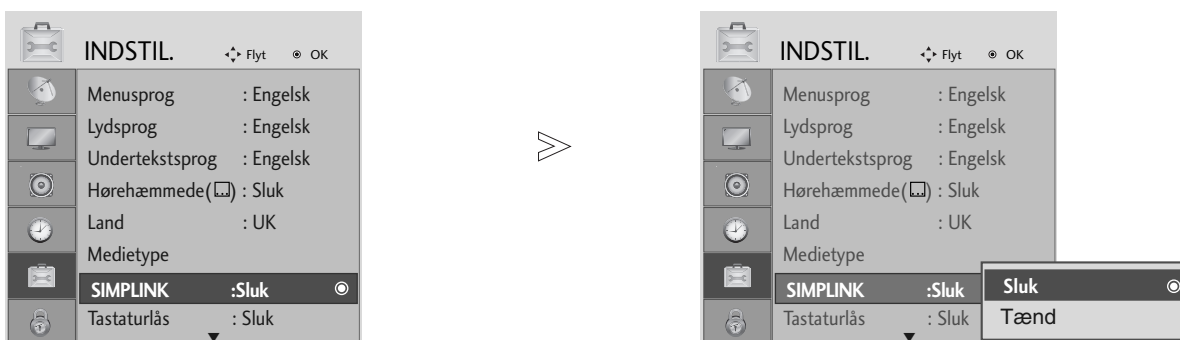 INDSTIL. Flyt OK
Menusprog : Engelsk
Lydsprog : Engelsk
Undertekstsprog : Engelsk
Hørehæmmede( ) : Sluk
Land : UK
Medietype
SIMPLINK :Sluk
Tastaturlås : Sluk
INDSTIL. Flyt OK
Menusprog : Engelsk
Lydsprog : Engelsk
Undertekstsprog : Engelsk
Hørehæmmede( ) : Sluk
Land : UK
Medietype
SIMPLINK :Sluk
Tastaturlås : Sluk
Sluk
Tænd